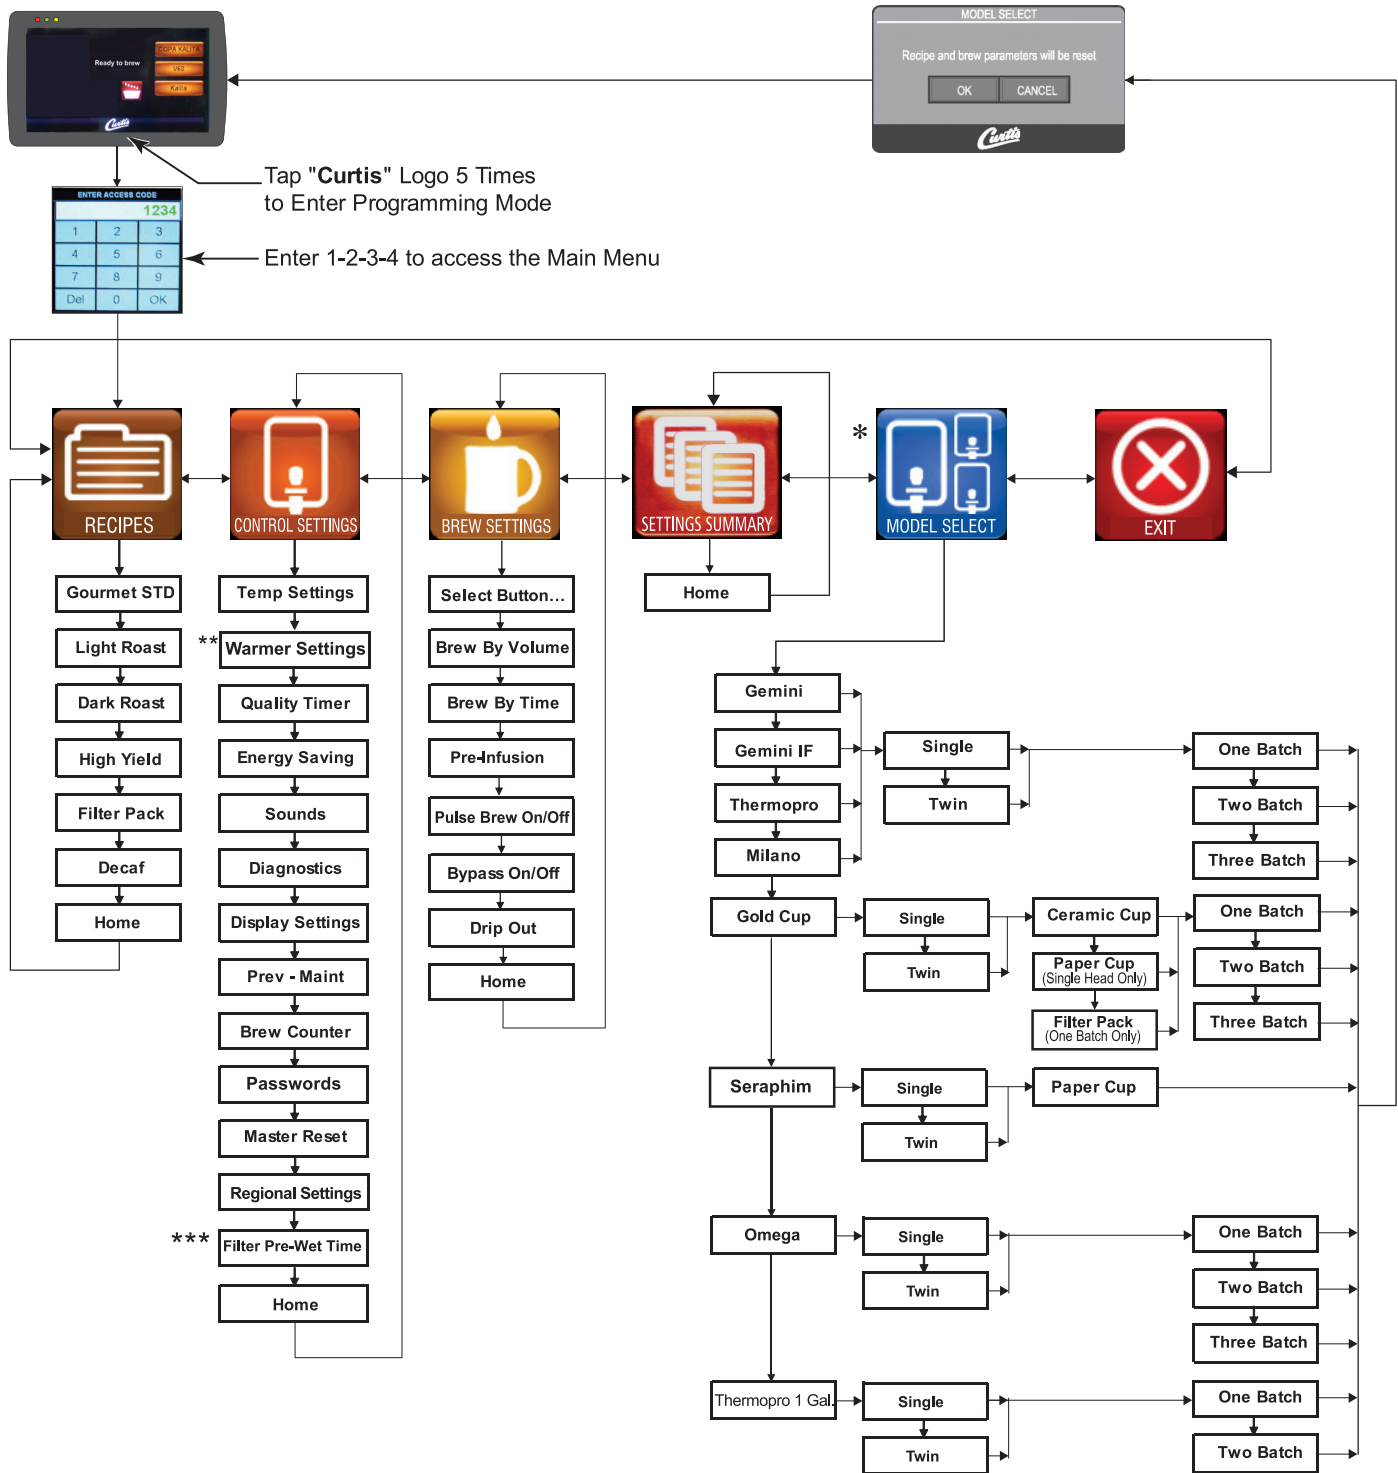 MODEL SELECT
Recipe and brew parameters will be reset
OK
CANCEL
Curtis
Ready to brew
COPA KALITA
V60
Kalita
Curtis
Tap "Curtis" Logo 5 Times
to Enter Programming Mode
ENTER ACCESS CODE
1234
1 2 3
4 5 6
7 8 9
Del 0 OK
Enter 1-2-3-4 to access the Main Menu
RECIPES
CONTROL SETTINGS
BREW SETTINGS
SETTINGS SUMMARY
*
MODEL SELECT
EXIT
Gourmet STD
Light Roast
Dark Roast
High Yield
Filter Pack
Decaf
Home
Temp Settings
**
Warmer Settings
Quality Timer
Energy Saving
Sounds
Diagnostics
Display Settings
Prev - Maint
Brew Counter
Passwords
Master Reset
Regional Settings
***
Filter Pre-Wet Time
Home
Select Button...
Brew By Volume
Brew By Time
Pre-Infusion
Pulse Brew On/Off
Bypass On/Off
Drip Out
Home
Home
Gemini
Gemini IF
Thermopro
Milano
Single
Twin
One Batch
Two Batch
Three Batch
Gold Cup
Single
Twin
Ceramic Cup
Paper Cup
(Single Head Only)
Filter Pack
(One Batch Only)
One Batch
Two Batch
Three Batch
Seraphim
Single
Twin
Paper Cup
Omega
Single
Twin
One Batch
Two Batch
Three Batch
Thermopro 1 Gal.
Single
Twin
One Batch
Two Batch